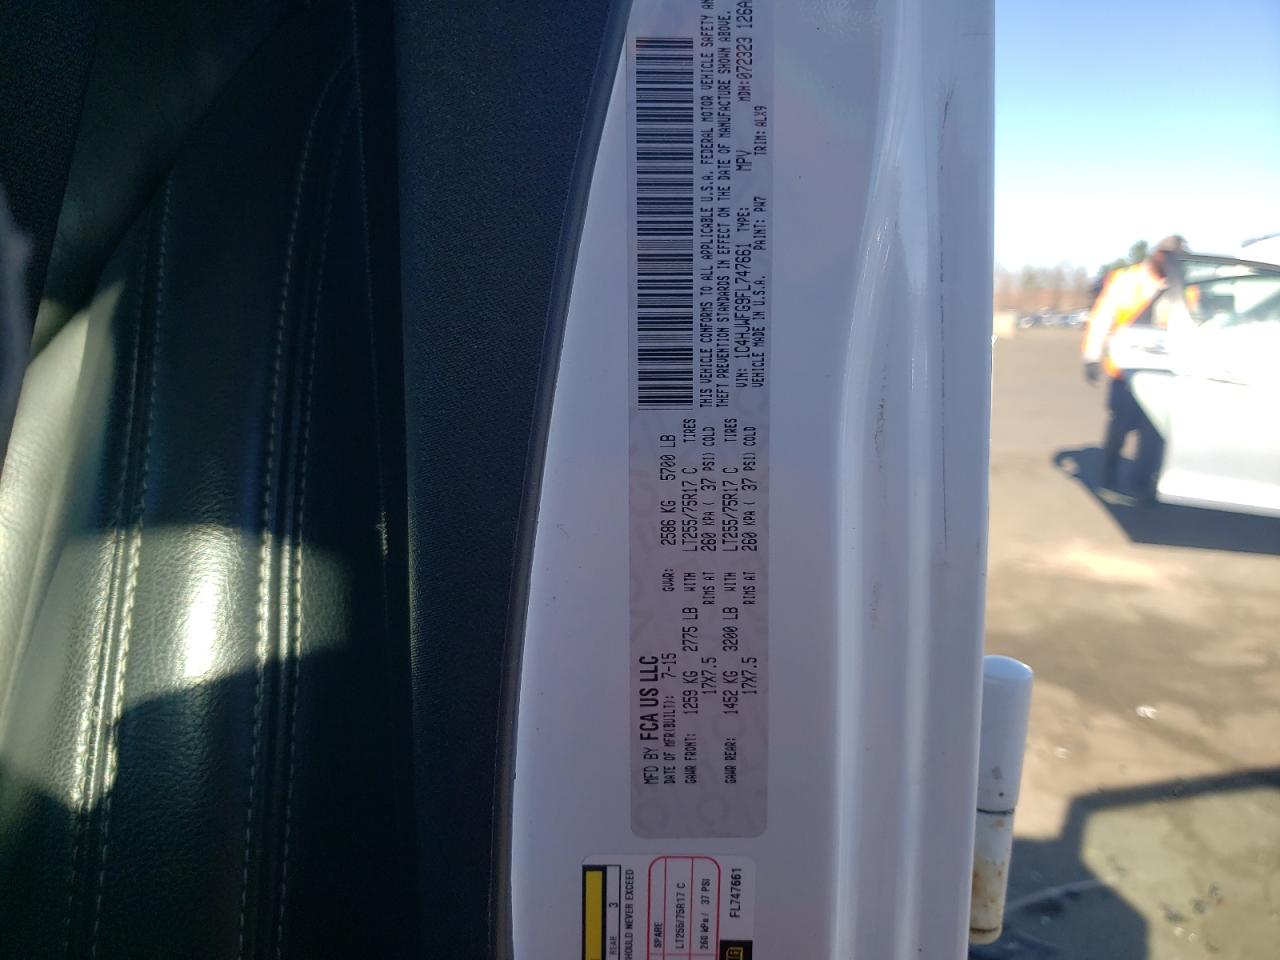 MFD BY FCA US LLC
DATE OF MFR(BUILT): 7-15 GVWR: 2586 KG 5700 LB
GAWR FRONT: 1259 KG 2775 LB WITH LT255/75R17 C TIRES
17X7.5 RIMS AT 260 KPA ( 37 PSI) COLD
GAWR REAR: 1452 KG 3200 LB WITH LT255/75R17 C TIRES
17X7.5 RIMS AT 260 KPA ( 37 PSI) COLD
THIS VEHICLE CONFORMS TO ALL APPLICABLE U.S.A. FEDERAL MOTOR VEHICLE SAFETY
THEFT PREVENTION STANDARDS IN EFFECT ON THE DATE OF MANUFACTURE SHOWN ABOVE.
VIN: 1C4HJWFG9FL747661 TYPE: MPV MDH:072323 126A
VEHICLE MADE IN U.S.A. PAINT: PW7 TRIM: ALX9
REAR 3
SHOULD NEVER EXCEED
SPARE
LT255/75R17 C
260 kPa/ 37 PSI
FL747661